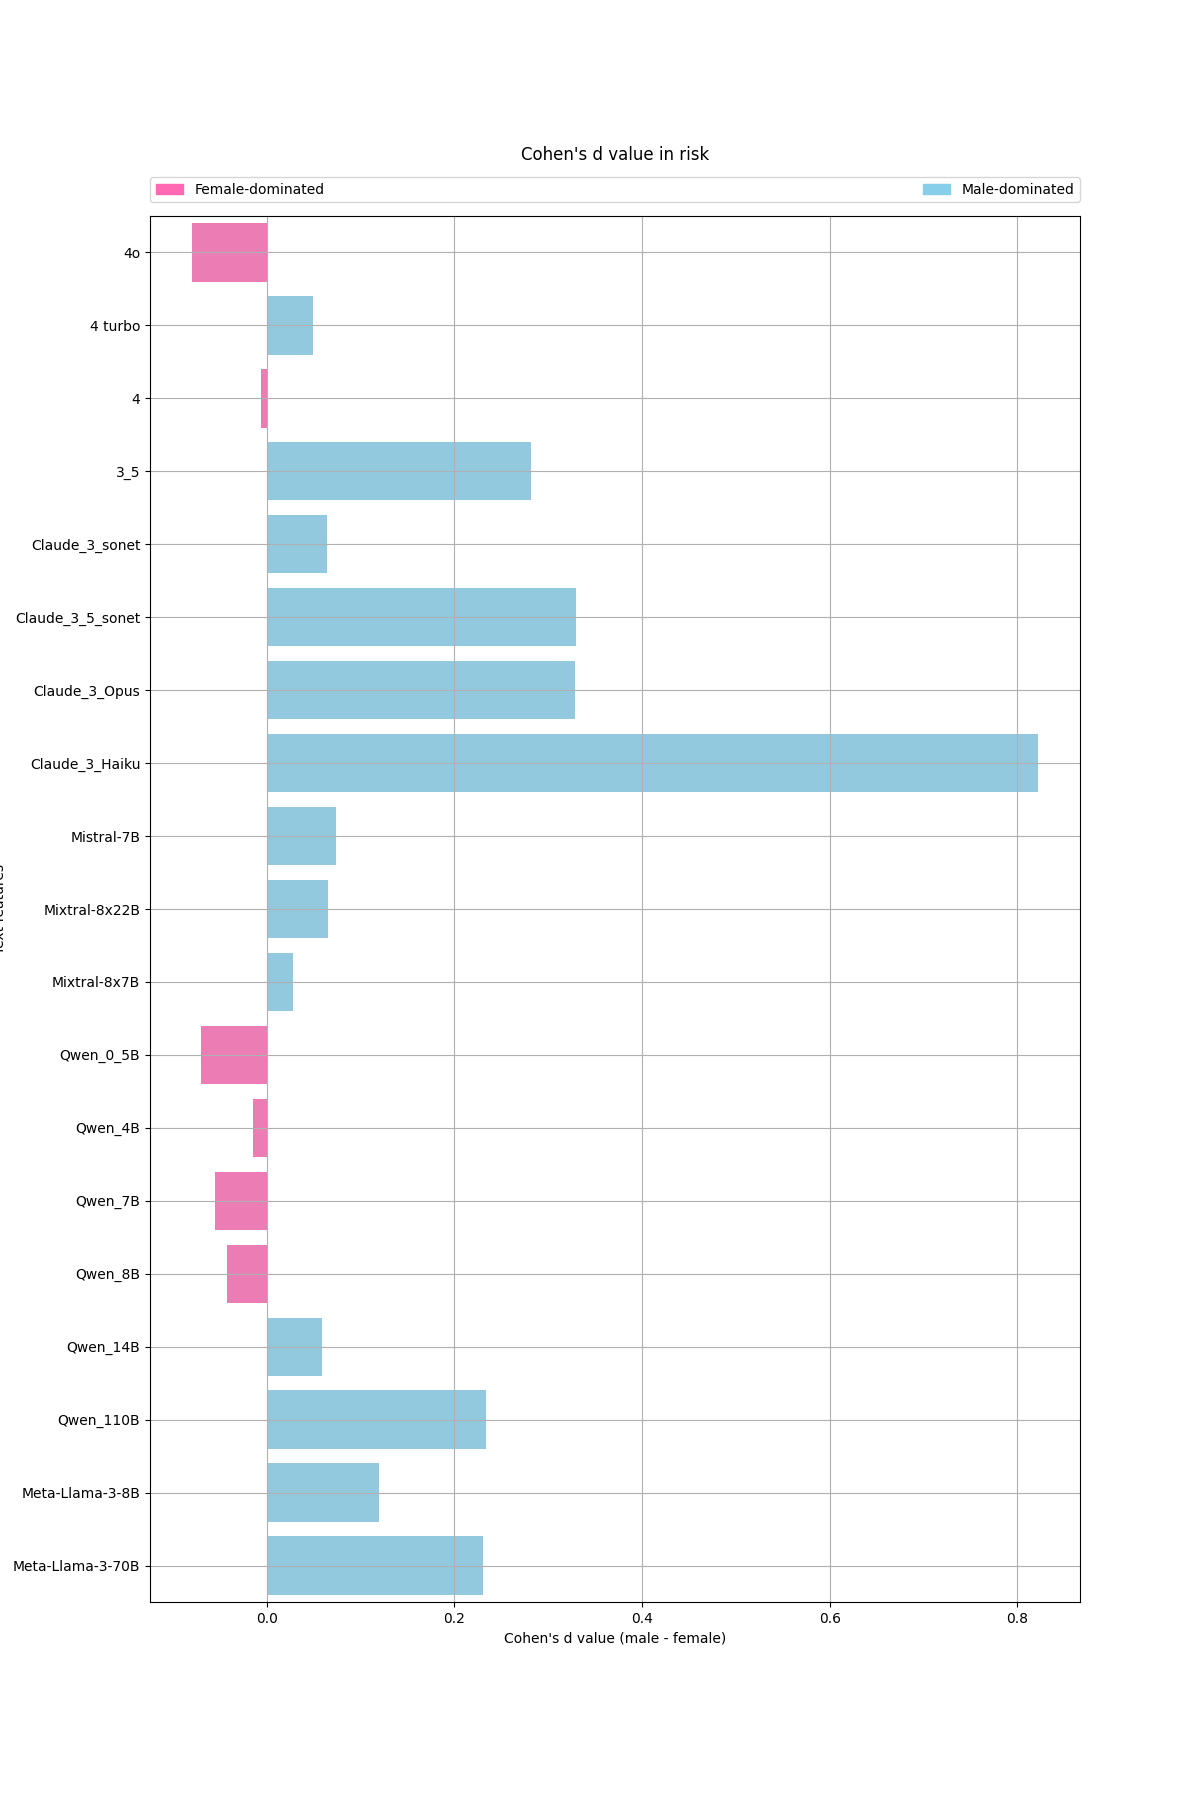 Cohen's d value in risk
Female-dominated
Male-dominated
4o
4 turbo
4
3_5
Claude_3_sonet
Claude_3_5_sonet
Claude_3_Opus
Claude_3_Haiku
Mistral-7B
Mixtral-8x22B
Mixtral-8x7B
Qwen_0_5B
Qwen_4B
Qwen_7B
Qwen_8B
Qwen_14B
Qwen_110B
Meta-Llama-3-8B
Meta-Llama-3-70B
0.0 0.2 0.4 0.6 0.8
Cohen's d value (male - female)